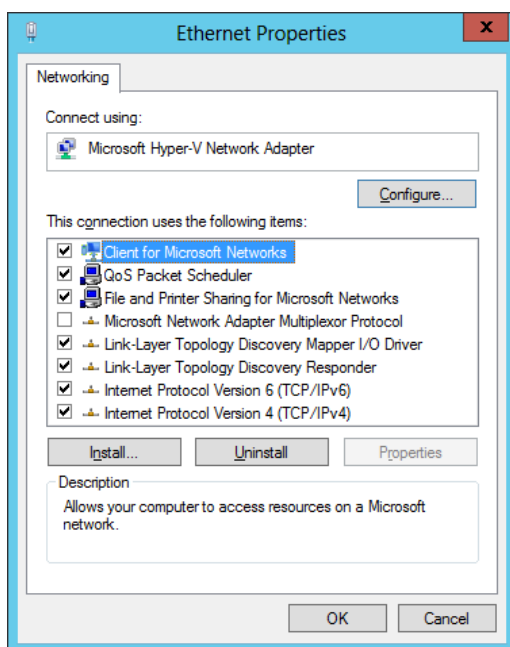 Ethernet Properties
x
Networking
Connect using:
Microsoft Hyper-V Network Adapter
Configure...
This connection uses the following items:
Client for Microsoft Networks
QoS Packet Scheduler
File and Printer Sharing for Microsoft Networks
Microsoft Network Adapter Multiplexor Protocol
Link-Layer Topology Discovery Mapper I/O Driver
Link-Layer Topology Discovery Responder
Internet Protocol Version 6 (TCP/IPv6)
Internet Protocol Version 4 (TCP/IPv4)
Install... Uninstall Properties
Description
Allows your computer to access resources on a Microsoft
network.
OK Cancel